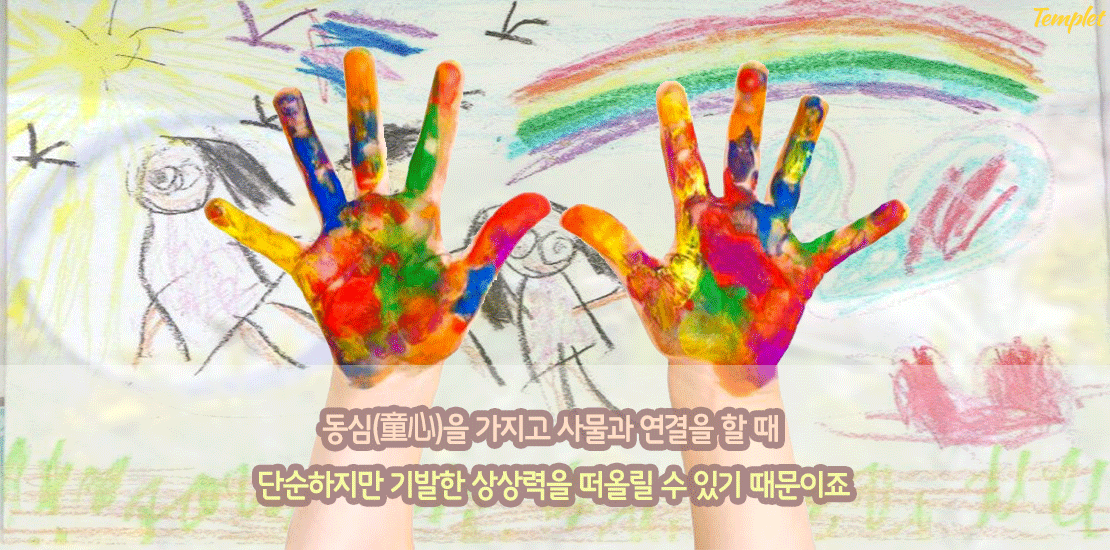 Templet
동심(童心)을 가지고 사물과 연결을 할 때
단순하지만 기발한 상상력을 떠올릴 수 있기 때문이죠